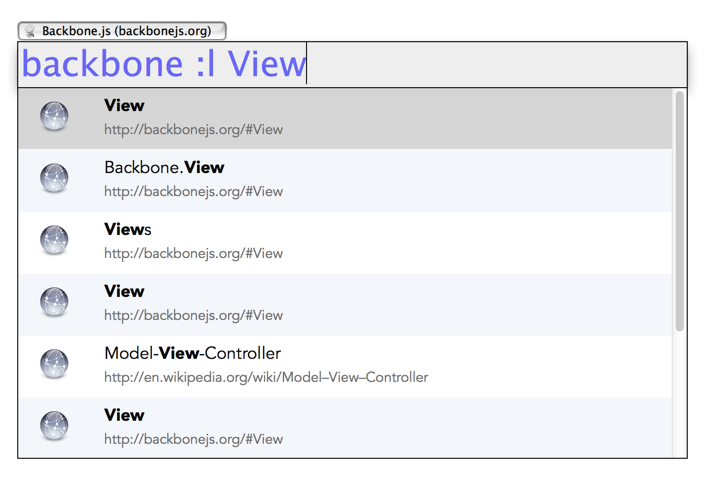 Backbone.js (backbonejs.org)
backbone :l View
View
http://backbonejs.org/#View
Backbone.View
http://backbonejs.org/#View
Views
http://backbonejs.org/#View
View
http://backbonejs.org/#View
Model-View-Controller
http://en.wikipedia.org/wiki/Model–View–Controller
View
http://backbonejs.org/#View